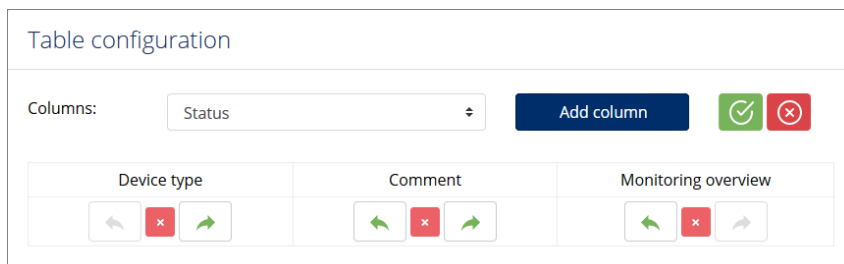 Table configuration
Columns:
Status
Add column
Device type
Comment
Monitoring overview